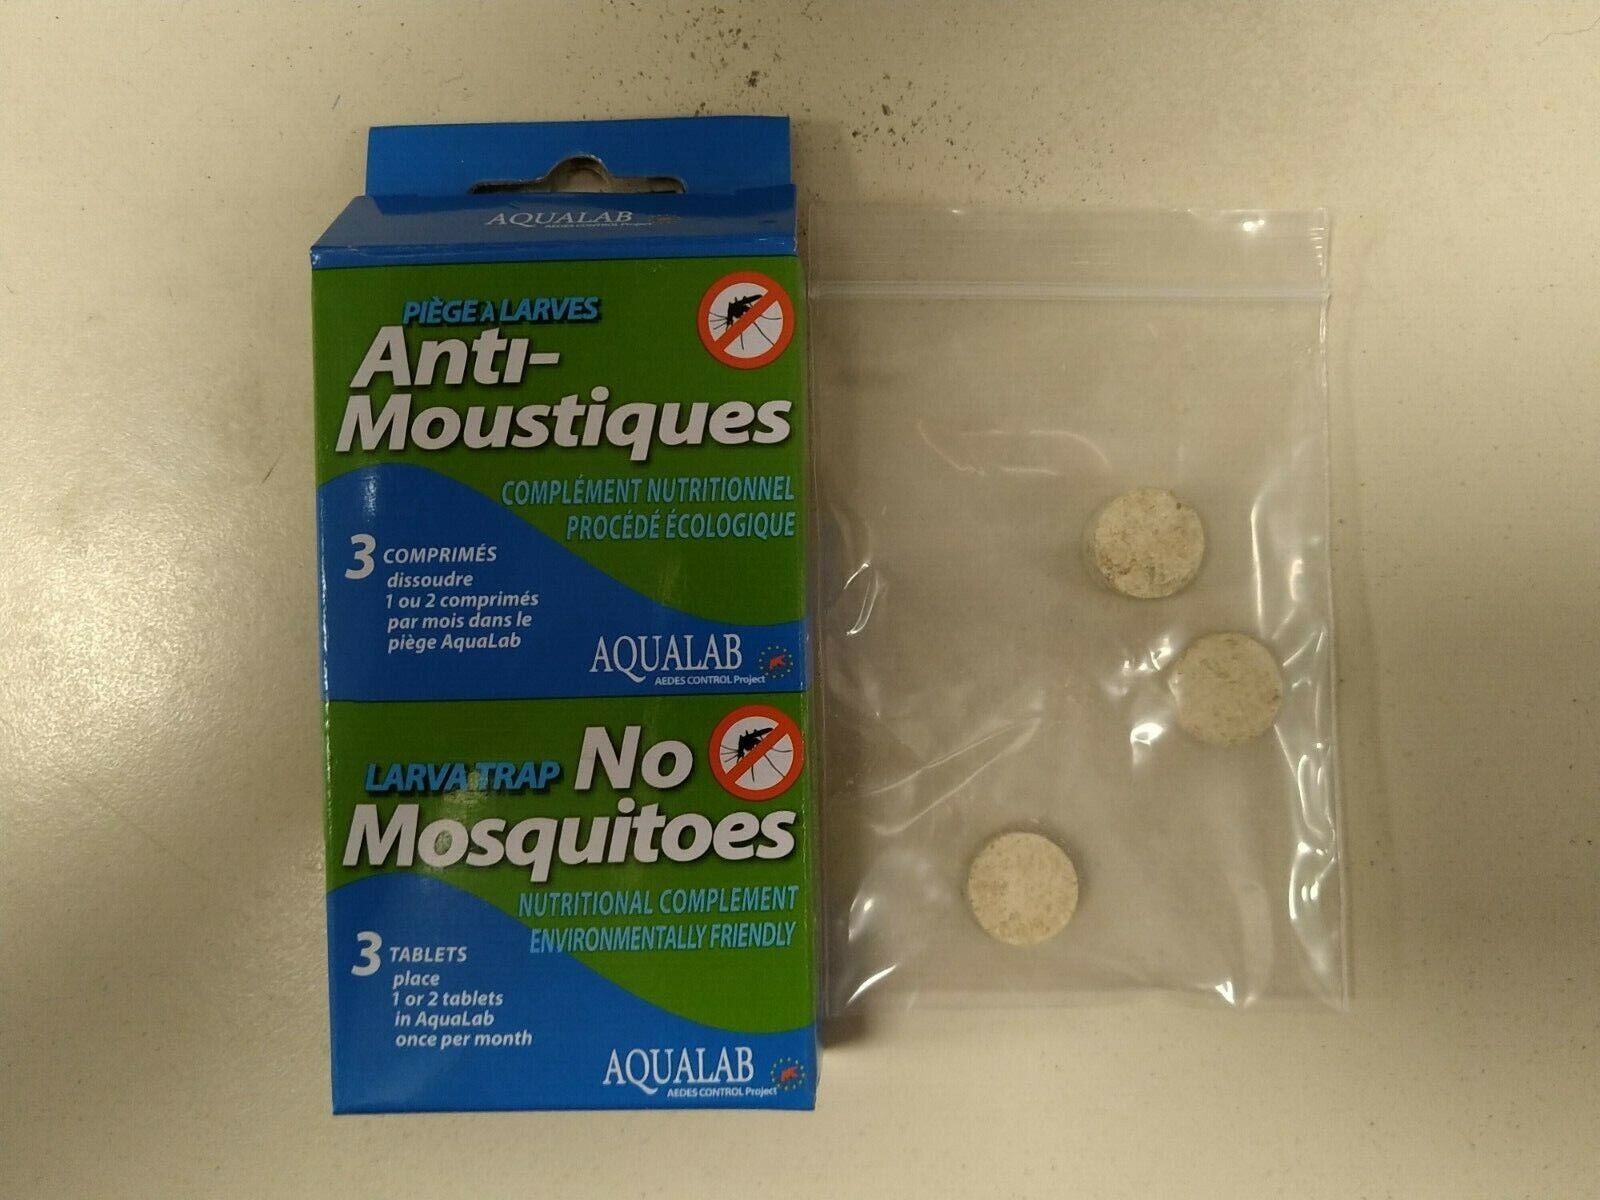 AQUALAB
AEDES CONTROL Project
PIÈGE À LARVES
Anti-
Moustiques
COMPLÉMENT NUTRITIONNEL
PROCÉDÉ ÉCOLOGIQUE
3 COMPRIMÉS
dissoudre
1 ou 2 comprimés
par mois dans le
piège AquaLab
AQUALAB
AEDES CONTROL Project
LARVA TRAP No
Mosquitoes
NUTRITIONAL COMPLEMENT
ENVIRONMENTALLY FRIENDLY
3 TABLETS
place
1 or 2 tablets
in AquaLab
once per month
AQUALAB
AEDES CONTROL Project